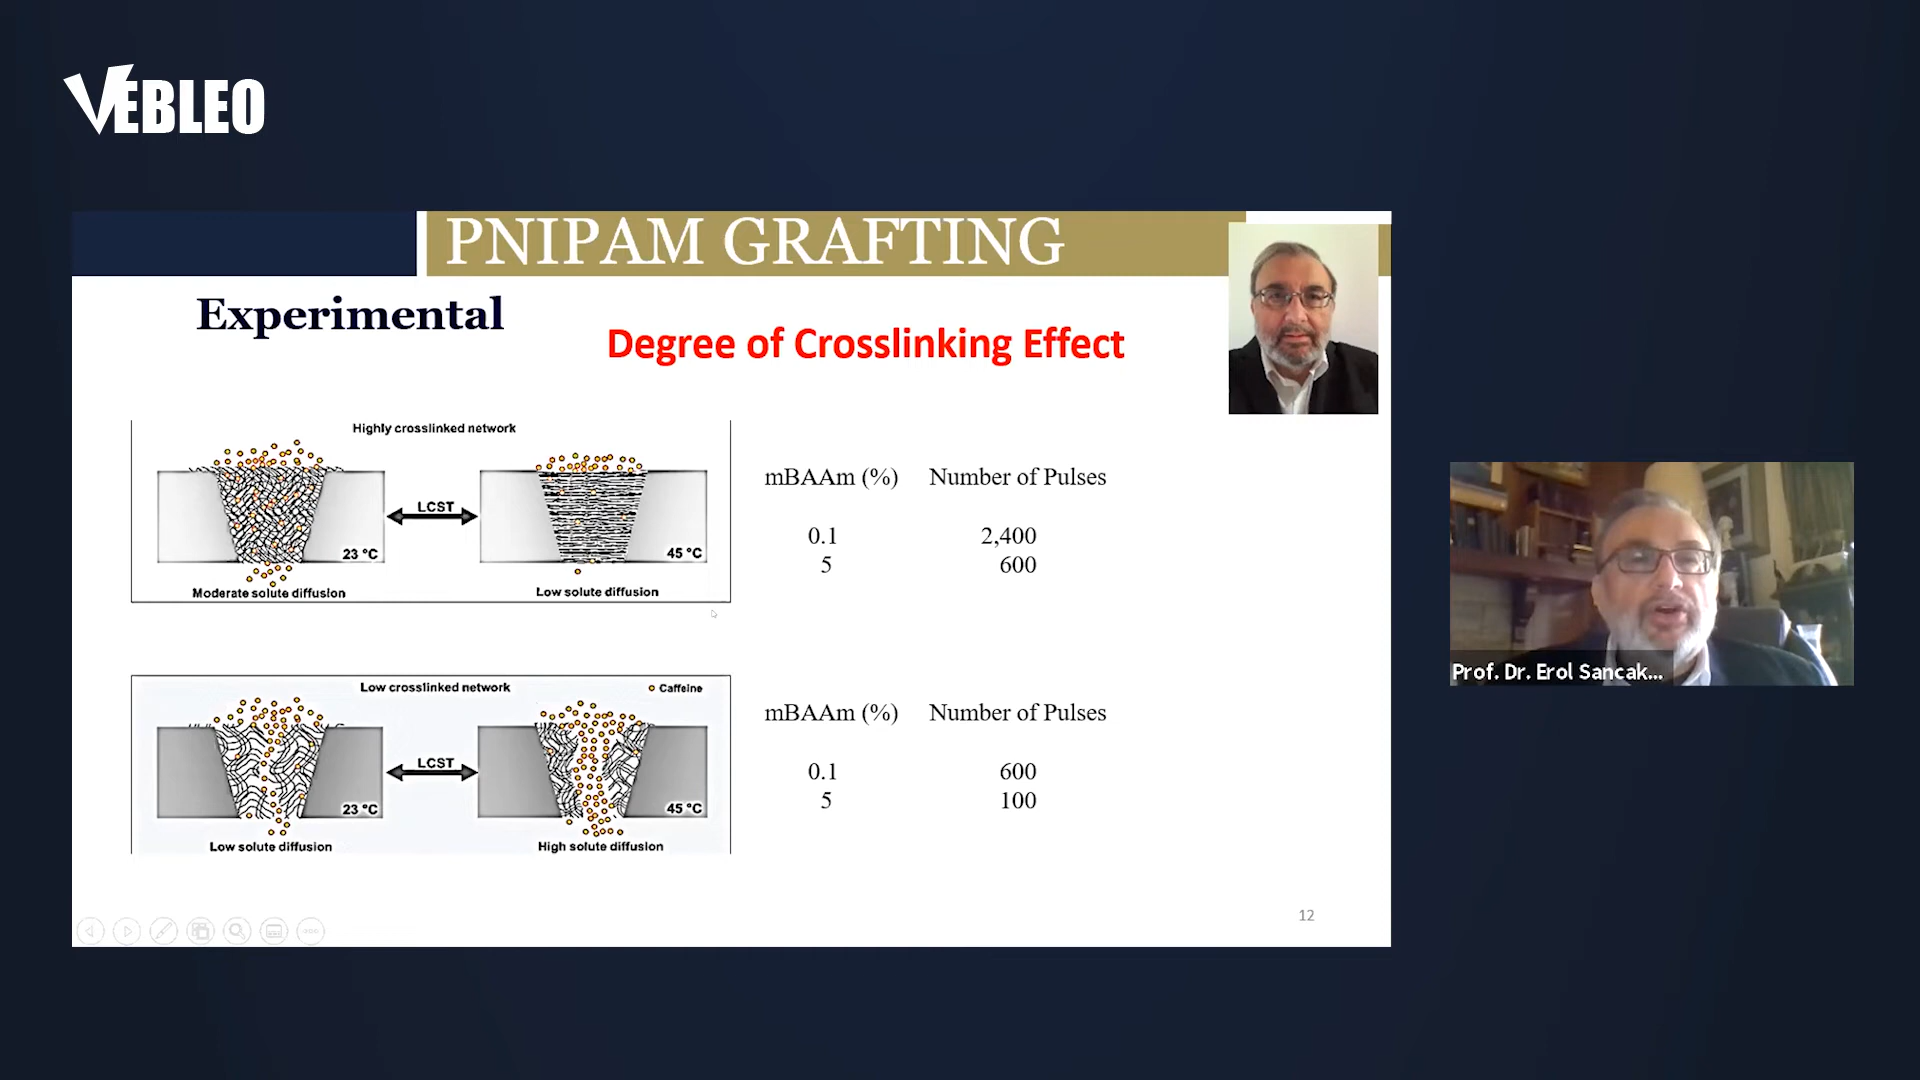 VEBLEO
PNIPAM GRAFTING
Experimental
Degree of Crosslinking Effect
Highly crosslinked network
LCST
23 °C
45 °C
Moderate solute diffusion
Low solute diffusion
mBAAm (%) Number of Pulses
0.1 2,400
5 600
Low crosslinked network
Caffeine
LCST
23 °C
45 °C
Low solute diffusion
High solute diffusion
mBAAm (%) Number of Pulses
0.1 600
5 100
12
Prof. Dr. Erol Sancak...